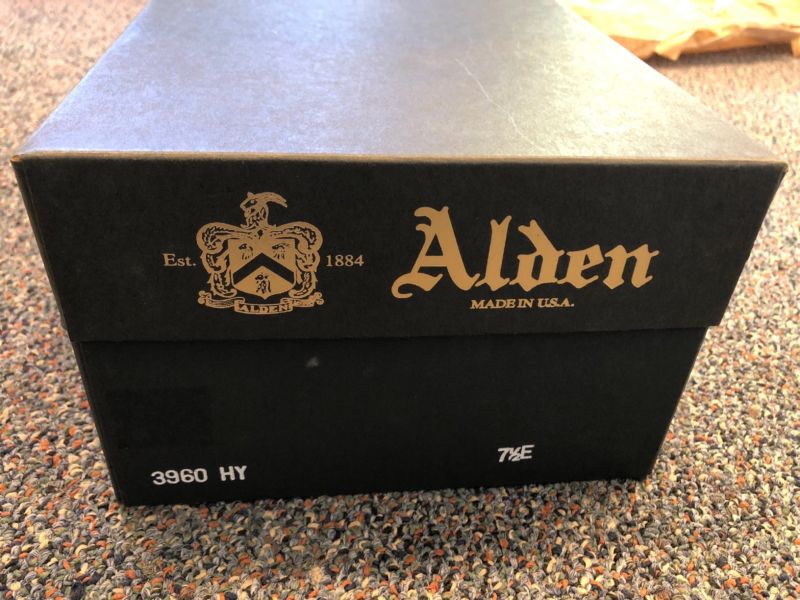 Est. 1884
ALDEN
Alden
MADE IN U.S.A.
3960 HY
7½E